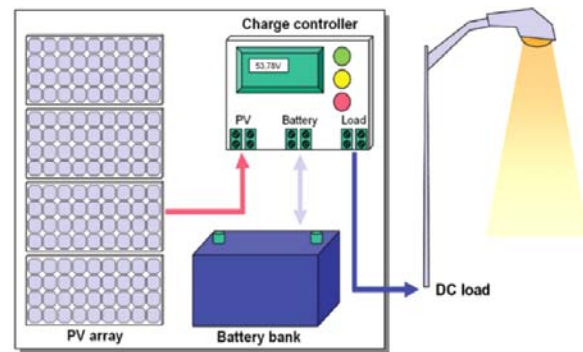 Charge controller
53.78V
PV Battery Load
DC load
PV array
Battery bank